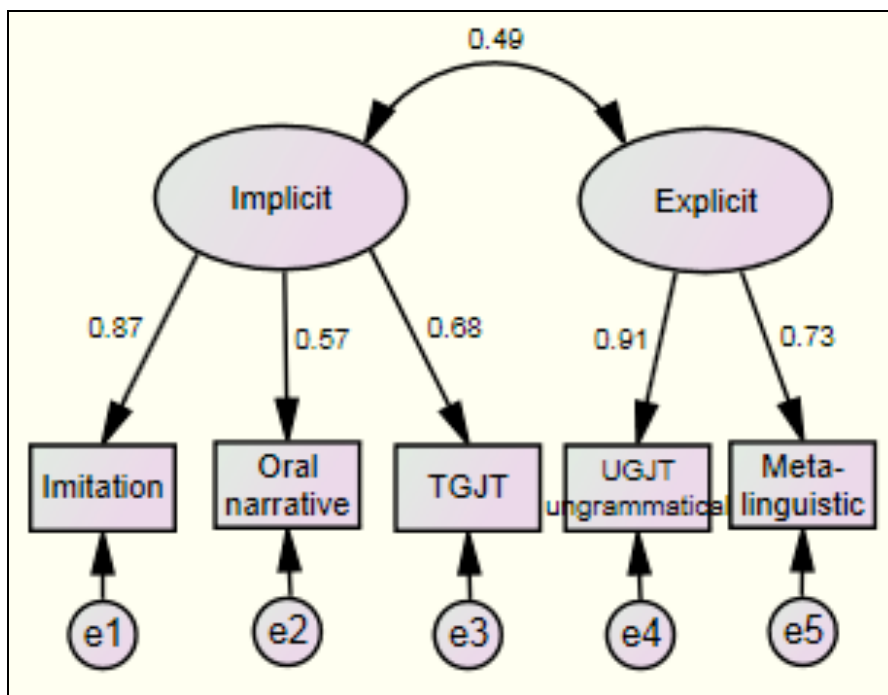 0.49
Implicit
Explicit
0.87
0.57
0.68
0.91
0.73
Imitation
Oral
narrative
TGJT
UGJT
ungrammatical
Meta-
linguistic
e1
e2
e3
e4
e5